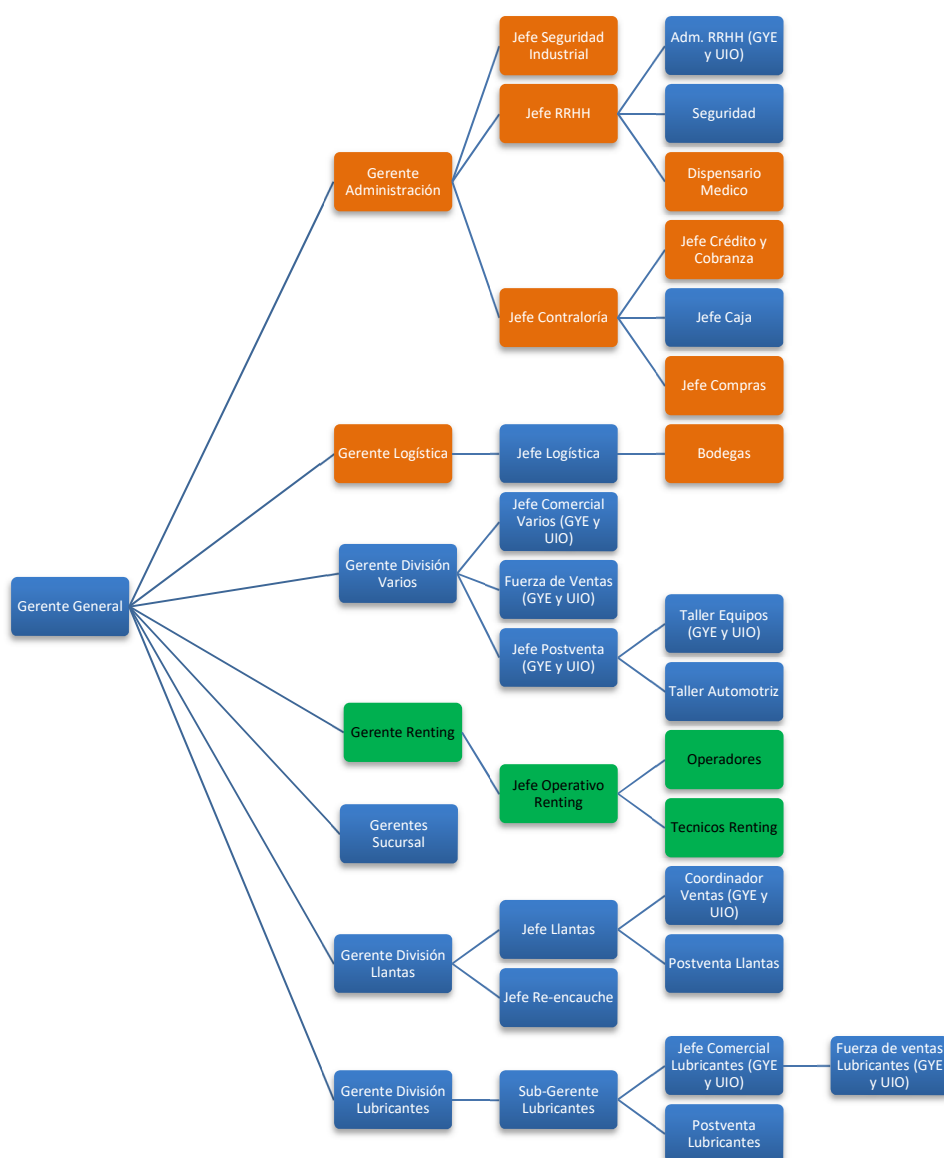 Gerente General
Gerente
Administración
Jefe Seguridad
Industrial
Jefe RRHH
Adm. RRHH (GYE
y UIO)
Seguridad
Dispensario
Medico
Jefe Contraloría
Jefe Crédito y
Cobranza
Jefe Caja
Jefe Compras
Gerente Logística
Jefe Logística
Bodegas
Gerente División
Varios
Jefe Comercial
Varios (GYE y
UIO)
Fuerza de Ventas
(GYE y UIO)
Jefe Postventa
(GYE y UIO)
Taller Equipos
(GYE y UIO)
Taller Automotriz
Gerente Renting
Jefe Operativo
Renting
Operadores
Tecnicos Renting
Gerentes
Sucursal
Gerente División
Llantas
Jefe Llantas
Coordinador
Ventas (GYE y
UIO)
Postventa Llantas
Jefe Re-encauche
Gerente División
Lubricantes
Sub-Gerente
Lubricantes
Jefe Comercial
Lubricantes (GYE
y UIO)
Fuerza de ventas
Lubricantes (GYE
y UIO)
Postventa
Lubricantes